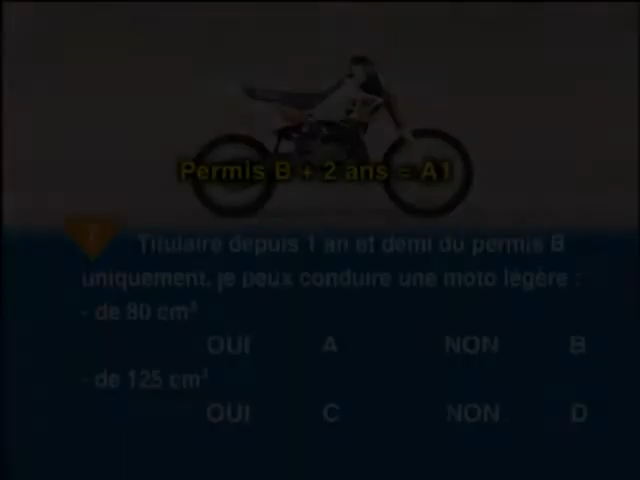 Permis B + 2 ans = A1
Titulaire depuis 1 an et demi du permis B
uniquement, je peux conduire une moto légère :
- de 80 cm³
OUI A NON B
- de 125 cm³
OUI C NON D